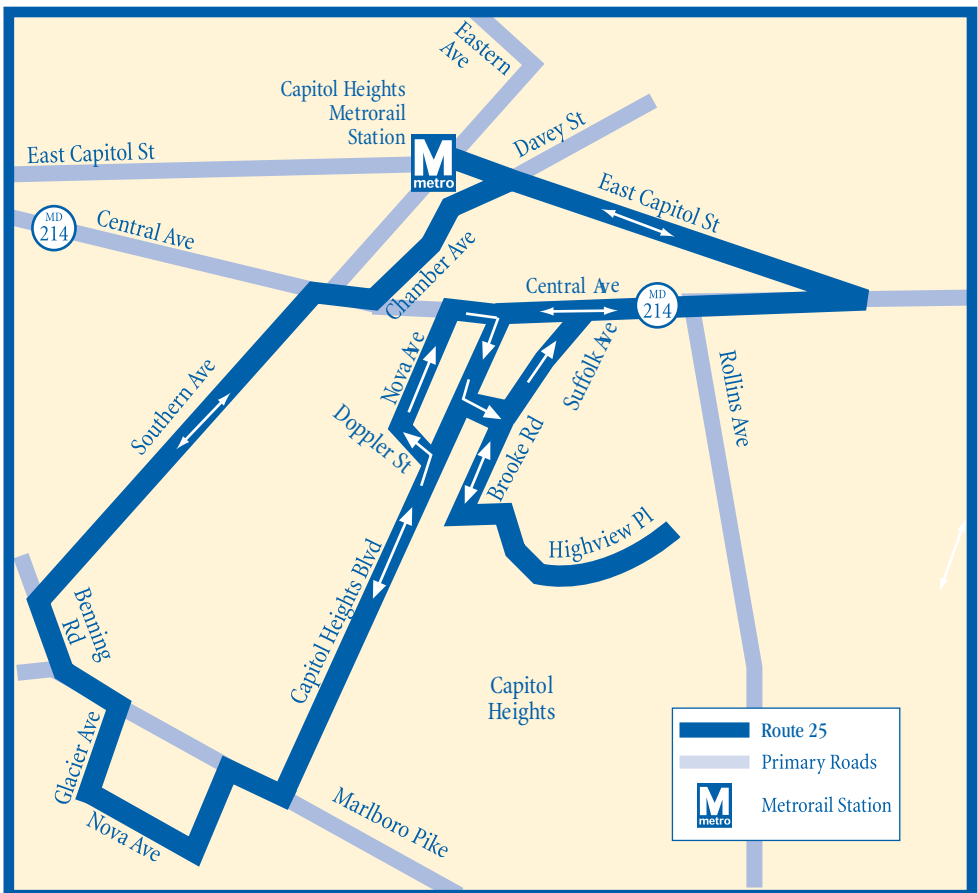 Eastern
Ave
Capitol Heights
Metrorail
Station
M
metro
Davey St
East Capitol St
East Capitol St
MD
214
Central Ave
Chamber Ave
Central Ave
MD
214
Southern Ave
Nova Ave
Suffolk Ave
Rollins Ave
Doppler St
Brooke Rd
Highview Pl
Capitol Heights Blvd
Benning
Rd
Capitol
Heights
Glacier Ave
Nova Ave
Marlboro Pike
Route 25
Primary Roads
M
metro
Metrorail Station